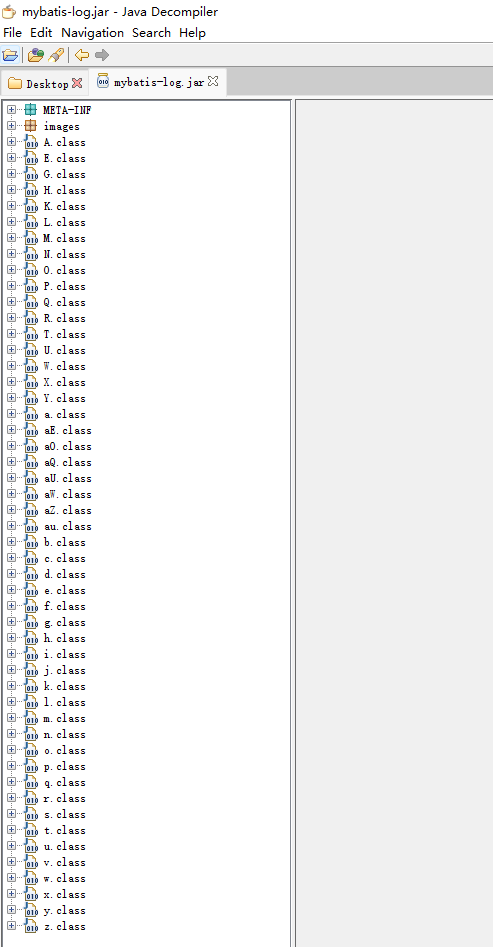 mybatis-log.jar - Java Decompiler
File Edit Navigation Search Help
Desktop mybatis-log.jar
META-INF
images
A.class
E.class
G.class
H.class
K.class
L.class
M.class
N.class
O.class
P.class
Q.class
R.class
T.class
U.class
W.class
X.class
Y.class
a.class
aE.class
aO.class
aQ.class
aU.class
aW.class
aZ.class
au.class
b.class
c.class
d.class
e.class
f.class
g.class
h.class
i.class
j.class
k.class
l.class
m.class
n.class
o.class
p.class
q.class
r.class
s.class
t.class
u.class
v.class
w.class
x.class
y.class
z.class